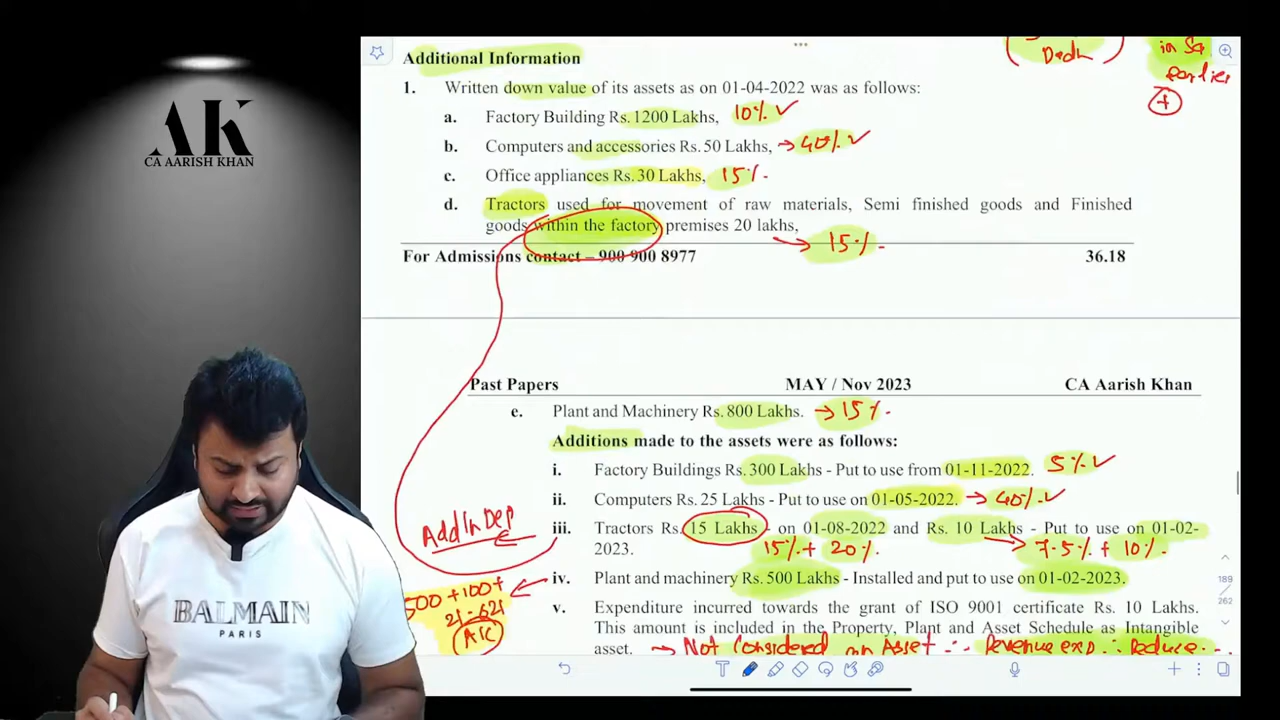 AK
CA AARISH KHAN
Dedn
in
earlier
+
Additional Information
1. Written down value of its assets as on 01-04-2022 was as follows:
a. Factory Building Rs. 1200 Lakhs, 10% ✓
b. Computers and accessories Rs. 50 Lakhs, → 40% ✓
c. Office appliances Rs. 30 Lakhs, 15%.
d. Tractors used for movement of raw materials, Semi finished goods and Finished
goods within the factory premises 20 lakhs, → 15%.
For Admissions contact – 900 900 8977 36.18
Past Papers MAY / Nov 2023 CA Aarish Khan
e. Plant and Machinery Rs. 800 Lakhs. → 15%.
Additions made to the assets were as follows:
i. Factory Buildings Rs. 300 Lakhs - Put to use from 01-11-2022. 5% ✓
ii. Computers Rs. 25 Lakhs - Put to use on 01-05-2022. → 40% ✓
Addln Dep
iii. Tractors Rs. 15 Lakhs - on 01-08-2022 and Rs. 10 Lakhs - Put to use on 01-02-
2023. 15% + 20%. → 7.5% + 10%.
iv. Plant and machinery Rs. 500 Lakhs - Installed and put to use on 01-02-2023.
500 + 100 +
21 = 621
v. Expenditure incurred towards the grant of ISO 9001 certificate Rs. 10 Lakhs.
This amount is included in the Property, Plant and Asset Schedule as Intangible
asset. → Not Considered an Asset ∴ Revenue exp ∴ Reduce
189
262
BALMAIN
PARIS